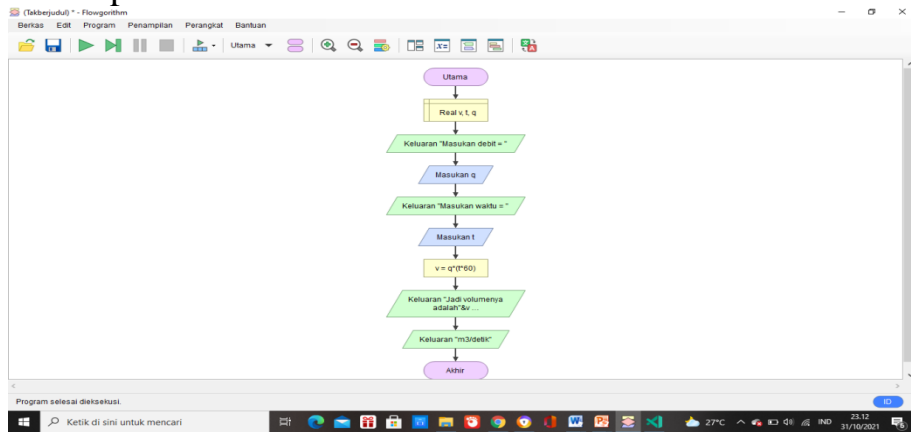 (Takberjudul) * - Flowgorithm
Berkas Edit Program Penampilan Perangkat Bantuan
Utama
Utama
Real v, t, q
Keluaran "Masukan debit = "
Masukan q
Keluaran "Masukan waktu = "
Masukan t
v = q*(t*60)
Keluaran "Jadi volumenya
adalah"&v ...
Keluaran "m3/detik"
Akhir
Program selesai dieksekusi.
ID
Ketik di sini untuk mencari
27°C
IND
23.12
31/10/2021